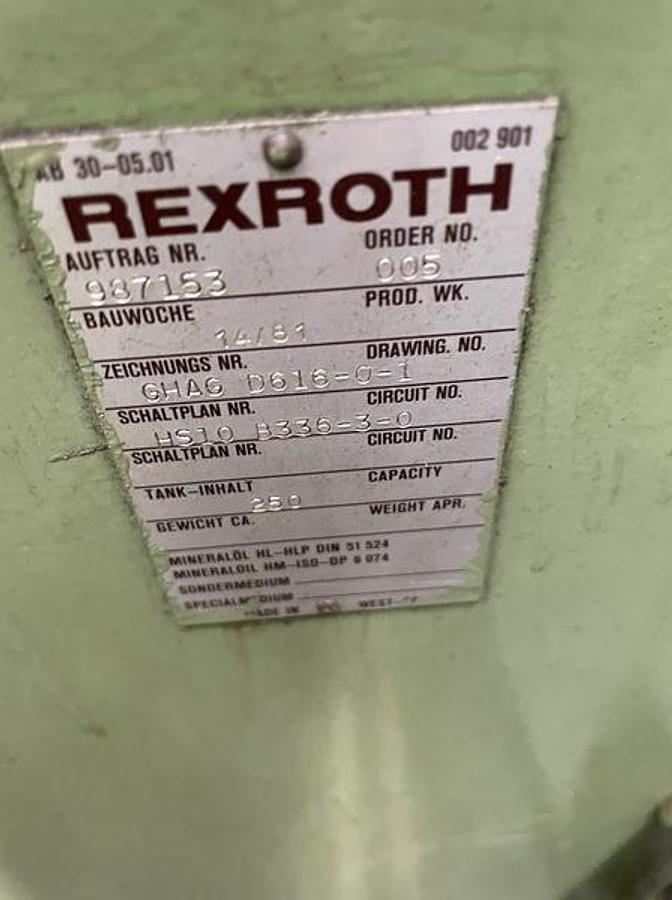 AB 30-05.01 002 901
REXROTH
AUFTRAG NR. ORDER NO.
987153 005
BAUWOCHE PROD. WK.
14/81
ZEICHNUNGS NR. DRAWING. NO.
GHAG D616-0-1
SCHALTPLAN NR. CIRCUIT NO.
HS10 B336-3-0
SCHALTPLAN NR. CIRCUIT NO.
TANK-INHALT CAPACITY
250
GEWICHT CA. WEIGHT APR.
MINERALÖL HL-HLP DIN 51 524
MINERALOIL HM-ISO-DP 6 074
SONDERMEDIUM
MADE IN WEST-